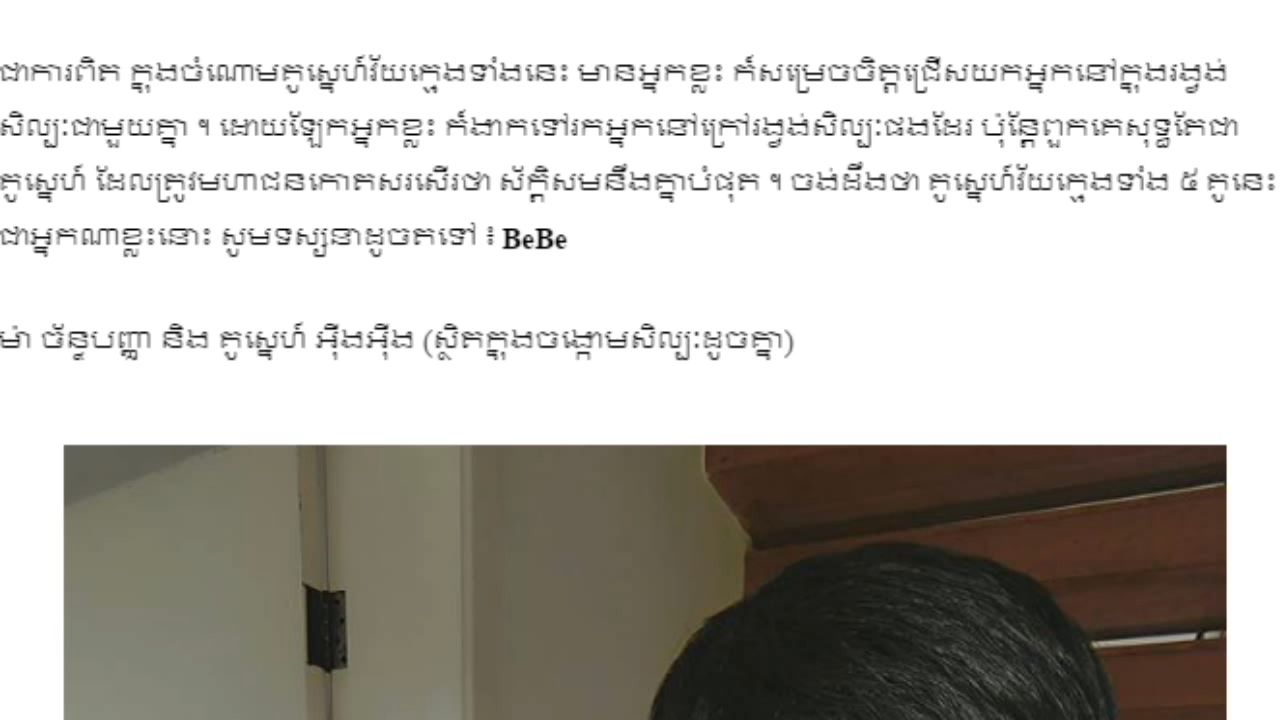 ជាការពិត ក្នុងចំណោមគូស្នេហ៍វ័យក្មេងទាំងនេះ មានអ្នកខ្លះ ក៏សម្រេចចិត្តជ្រើសយកអ្នកនៅក្នុងរង្វង់
សិល្បៈជាមួយគ្នា ។ ដោយឡែកអ្នកខ្លះ ក៏ងាកទៅរកអ្នកនៅក្រៅរង្វង់សិល្បៈផងដែរ ប៉ុន្តែពួកគេសុទ្ធតែជា
គូស្នេហ៍ ដែលត្រូវមហាជនកោតសរសើរថា ស័ក្តិសមនឹងគ្នាបំផុត ។ ចង់ដឹងថា គូស្នេហ៍វ័យក្មេងទាំង ៥ គូនេះ
ជាអ្នកណាខ្លះនោះ សូមទស្សនាដូចតទៅ ៖ BeBe
ម៉ា ច័ន្ទបញ្ញា និង គូស្នេហ៍ អ៊ីងអ៊ីង (ស្ថិតក្នុងចង្កោមសិល្បៈដូចគ្នា)